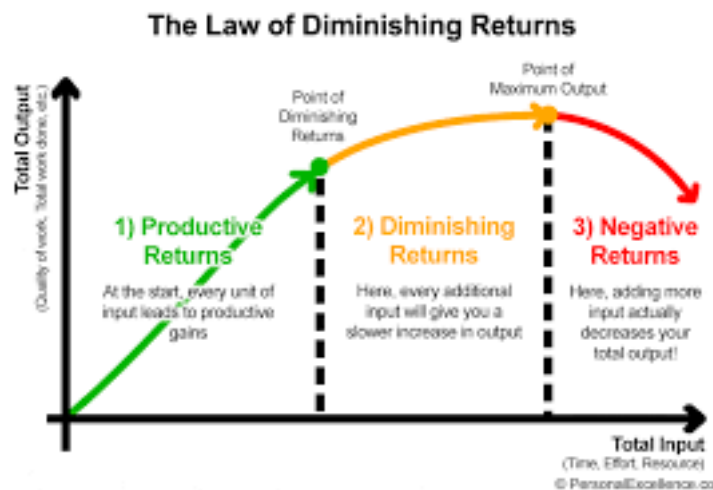 The Law of Diminishing Returns
Total Output
(Quality of work, Total work done, etc.)
Point of
Diminishing
Returns
Point of
Maximum Output
1) Productive
Returns
At the start, every unit of
input leads to productive
gains
2) Diminishing
Returns
Here, every additional
input will give you a
slower increase in output
3) Negative
Returns
Here, adding more
input actually
decreases your
total output!
Total Input
(Time, Effort, Resource)
© PersonalExcellence.co